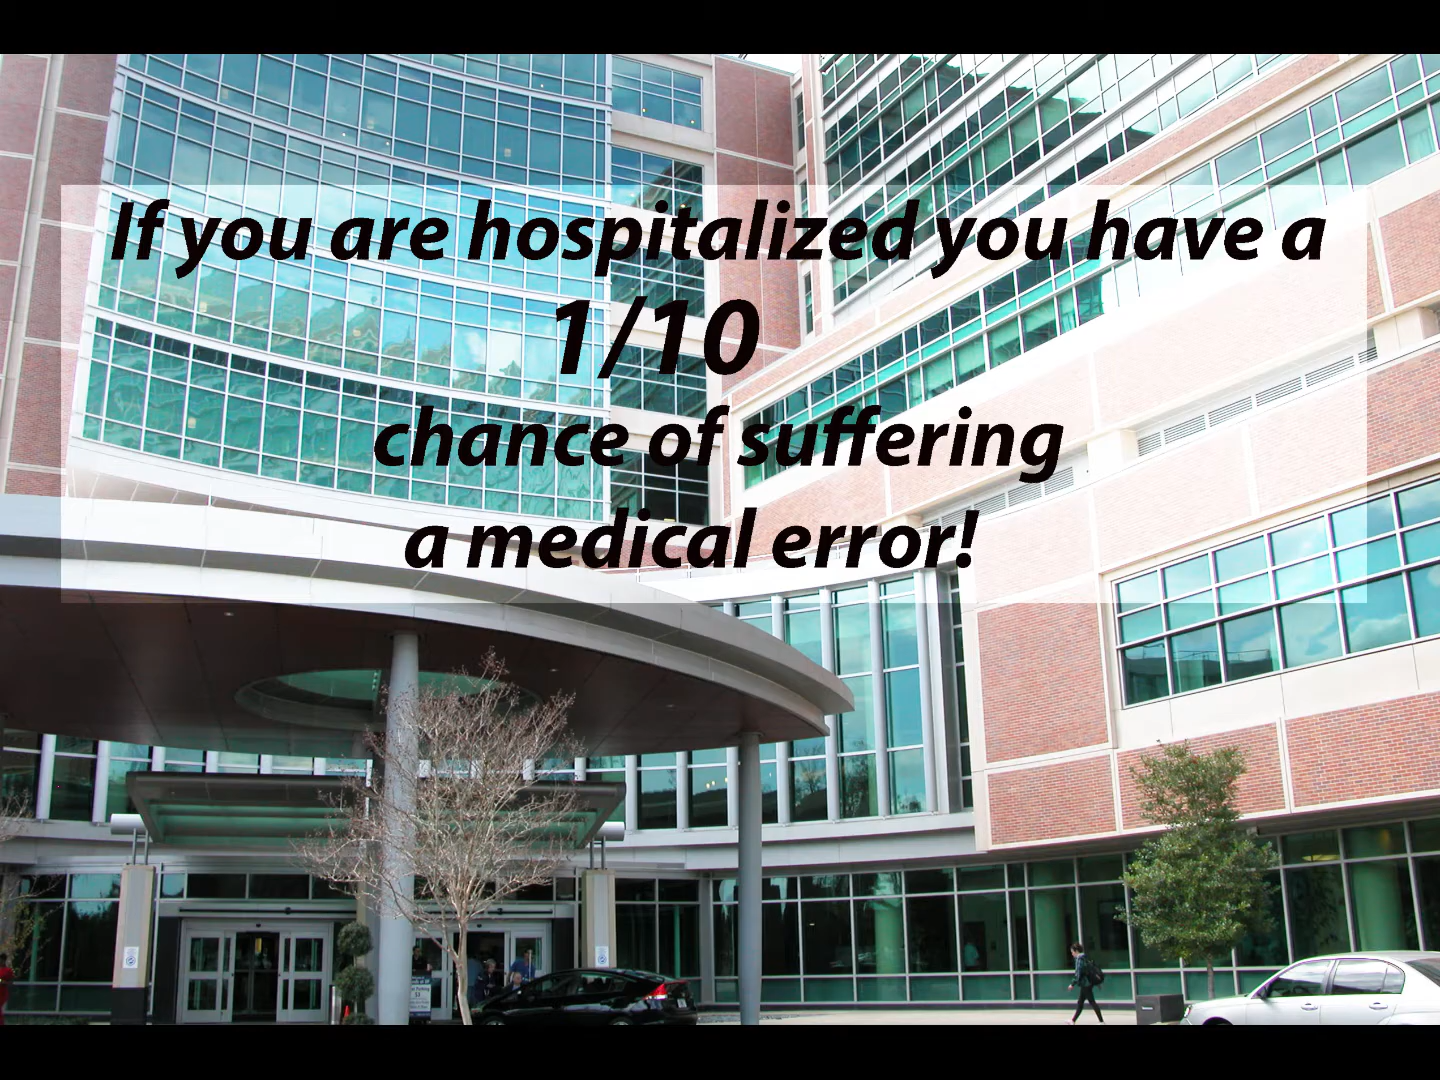 If you are hospitalized you have a
1/10
chance of suffering
a medical error!